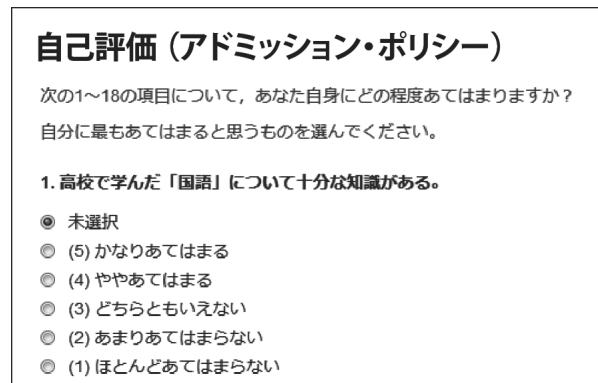 自己評価（アドミッション・ポリシー）
次の1～18の項目について，あなた自身にどの程度あてはまりますか？
自分に最もあてはまると思うものを選んでください。
1. 高校で学んだ「国語」について十分な知識がある。
未選択
(5) かなりあてはまる
(4) ややあてはまる
(3) どちらともいえない
(2) あまりあてはまらない
(1) ほとんどあてはまらない